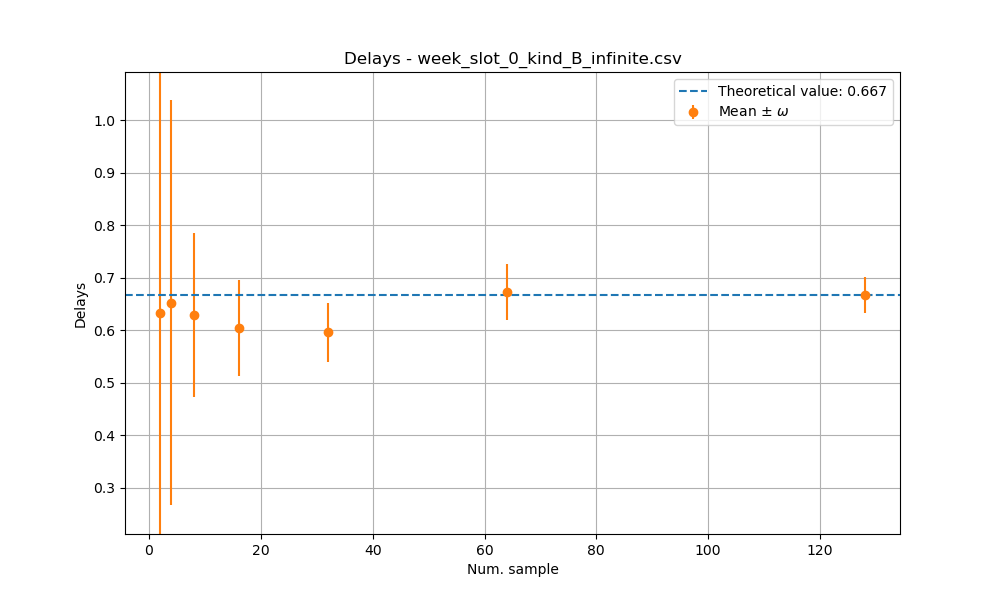 Delays - week_slot_0_kind_B_infinite.csv
Theoretical value: 0.667
Mean ± ω
1.0
0.9
0.8
0.7
0.6
0.5
0.4
0.3
Delays
0 20 40 60 80 100 120
Num. sample